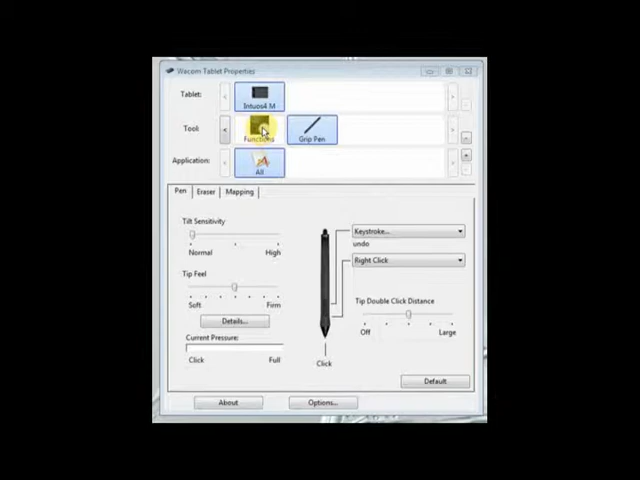 Wacom Tablet Properties
Tablet:
Intuos4 M
Tool:
Functions
Grip Pen
Application:
All
Pen Eraser Mapping
Tilt Sensitivity
Normal High
Tip Feel
Soft Firm
Details...
Current Pressure:
Click Full
Keystroke...
undo
Right Click
Tip Double Click Distance
Off Large
Click
Default
About Options...